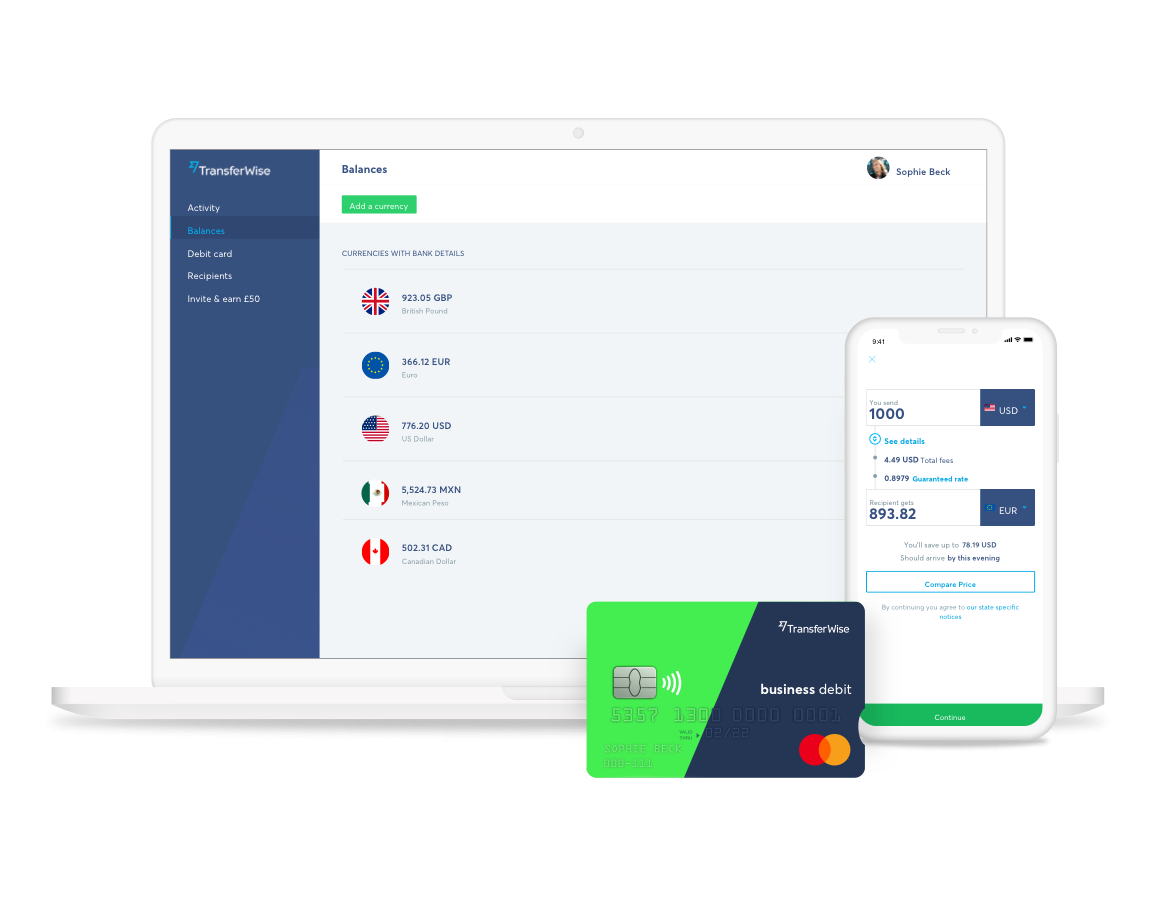 TransferWise
Activity
Balances
Debit card
Recipients
Invite & earn £50
Balances
Sophie Beck
Add a currency
CURRENCIES WITH BANK DETAILS
923.05 GBP
British Pound
366.12 EUR
Euro
776.20 USD
US Dollar
5,524.73 MXN
Mexican Peso
502.31 CAD
Canadian Dollar
9:41
You send
1000
USD
See details
4.49 USD Total fees
0.8979 Guaranteed rate
Recipient gets
893.82
EUR
You'll save up to 78.19 USD
Should arrive by this evening
Compare Price
By continuing you agree to our state specific
notices
Continue
TransferWise
business debit
5357 1300 0000 0001
VALID
THRU
02/22
SOPHIE BECK
000-111